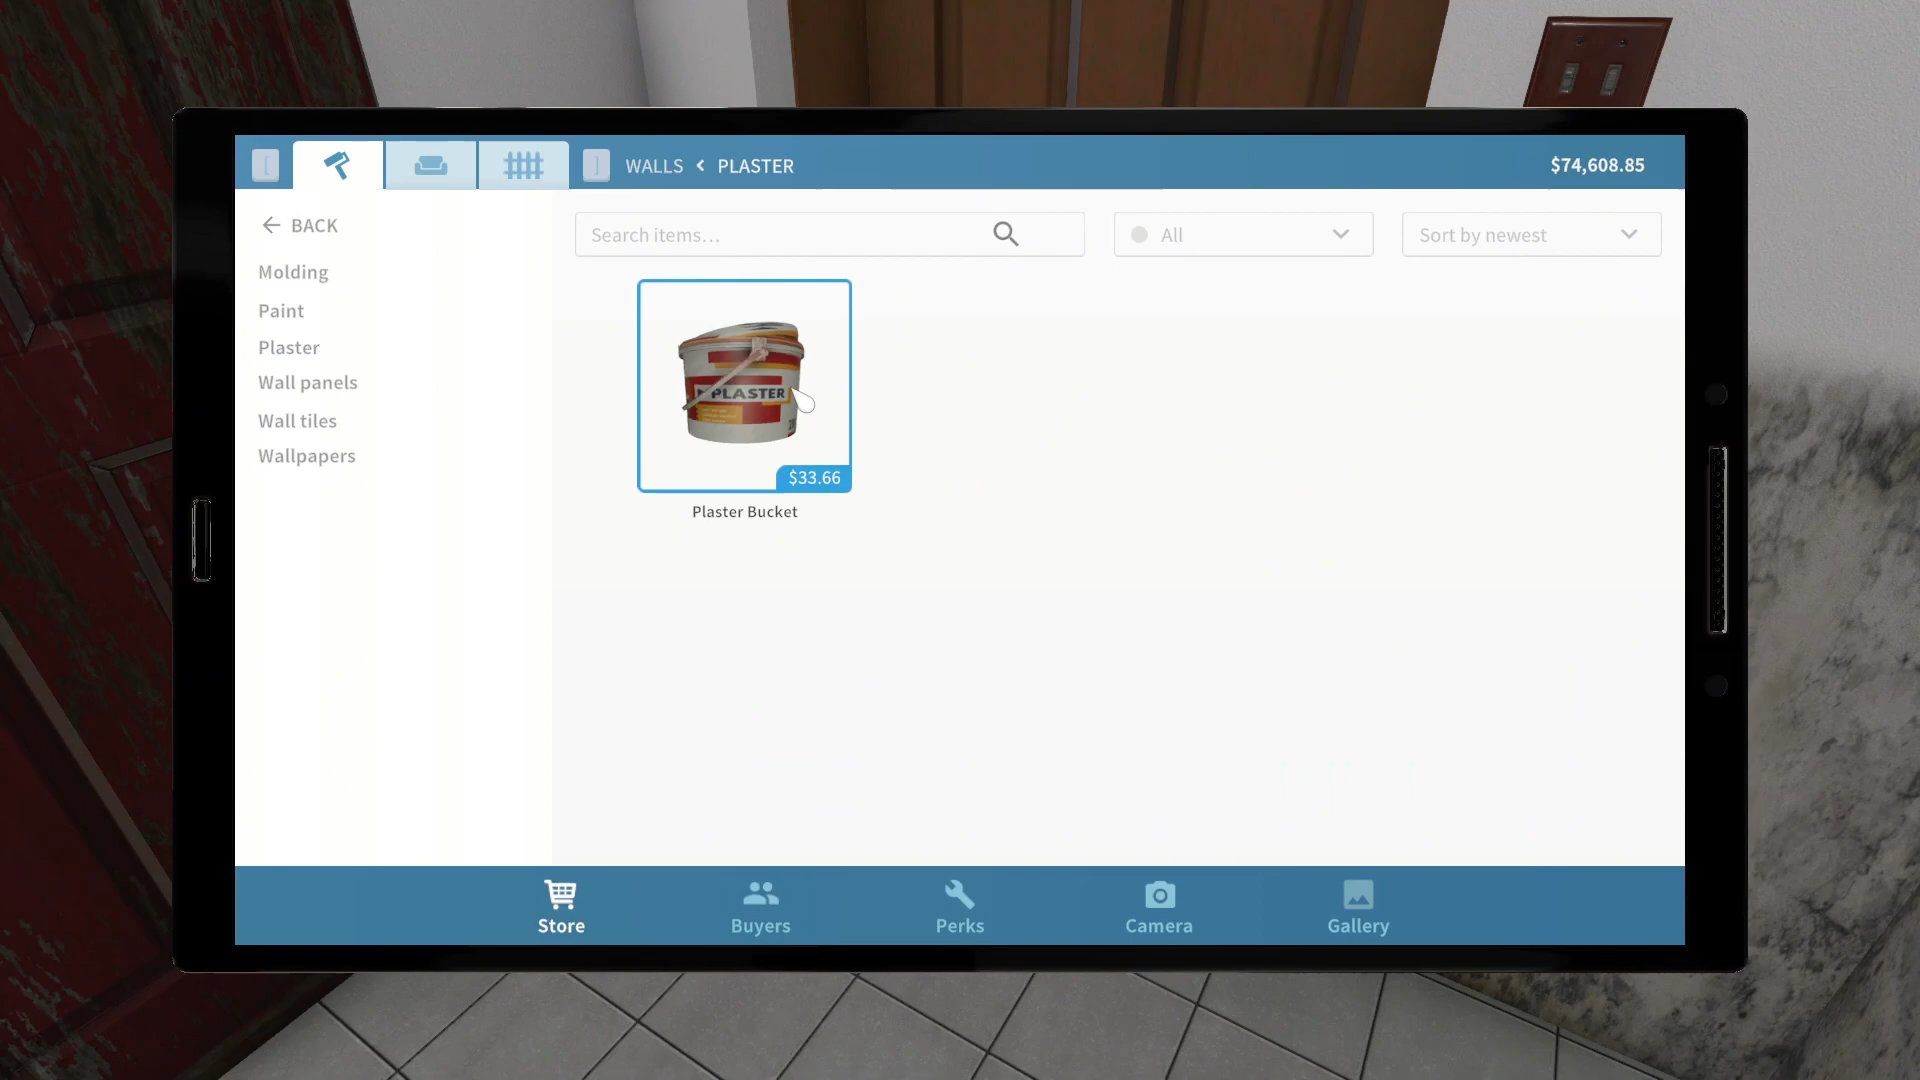 WALLS < PLASTER
$74,608.85
BACK
Search items...
All
Sort by newest
Molding
Paint
Plaster
Wall panels
Wall tiles
Wallpapers
PLASTER
$33.66
Plaster Bucket
Store
Buyers
Perks
Camera
Gallery